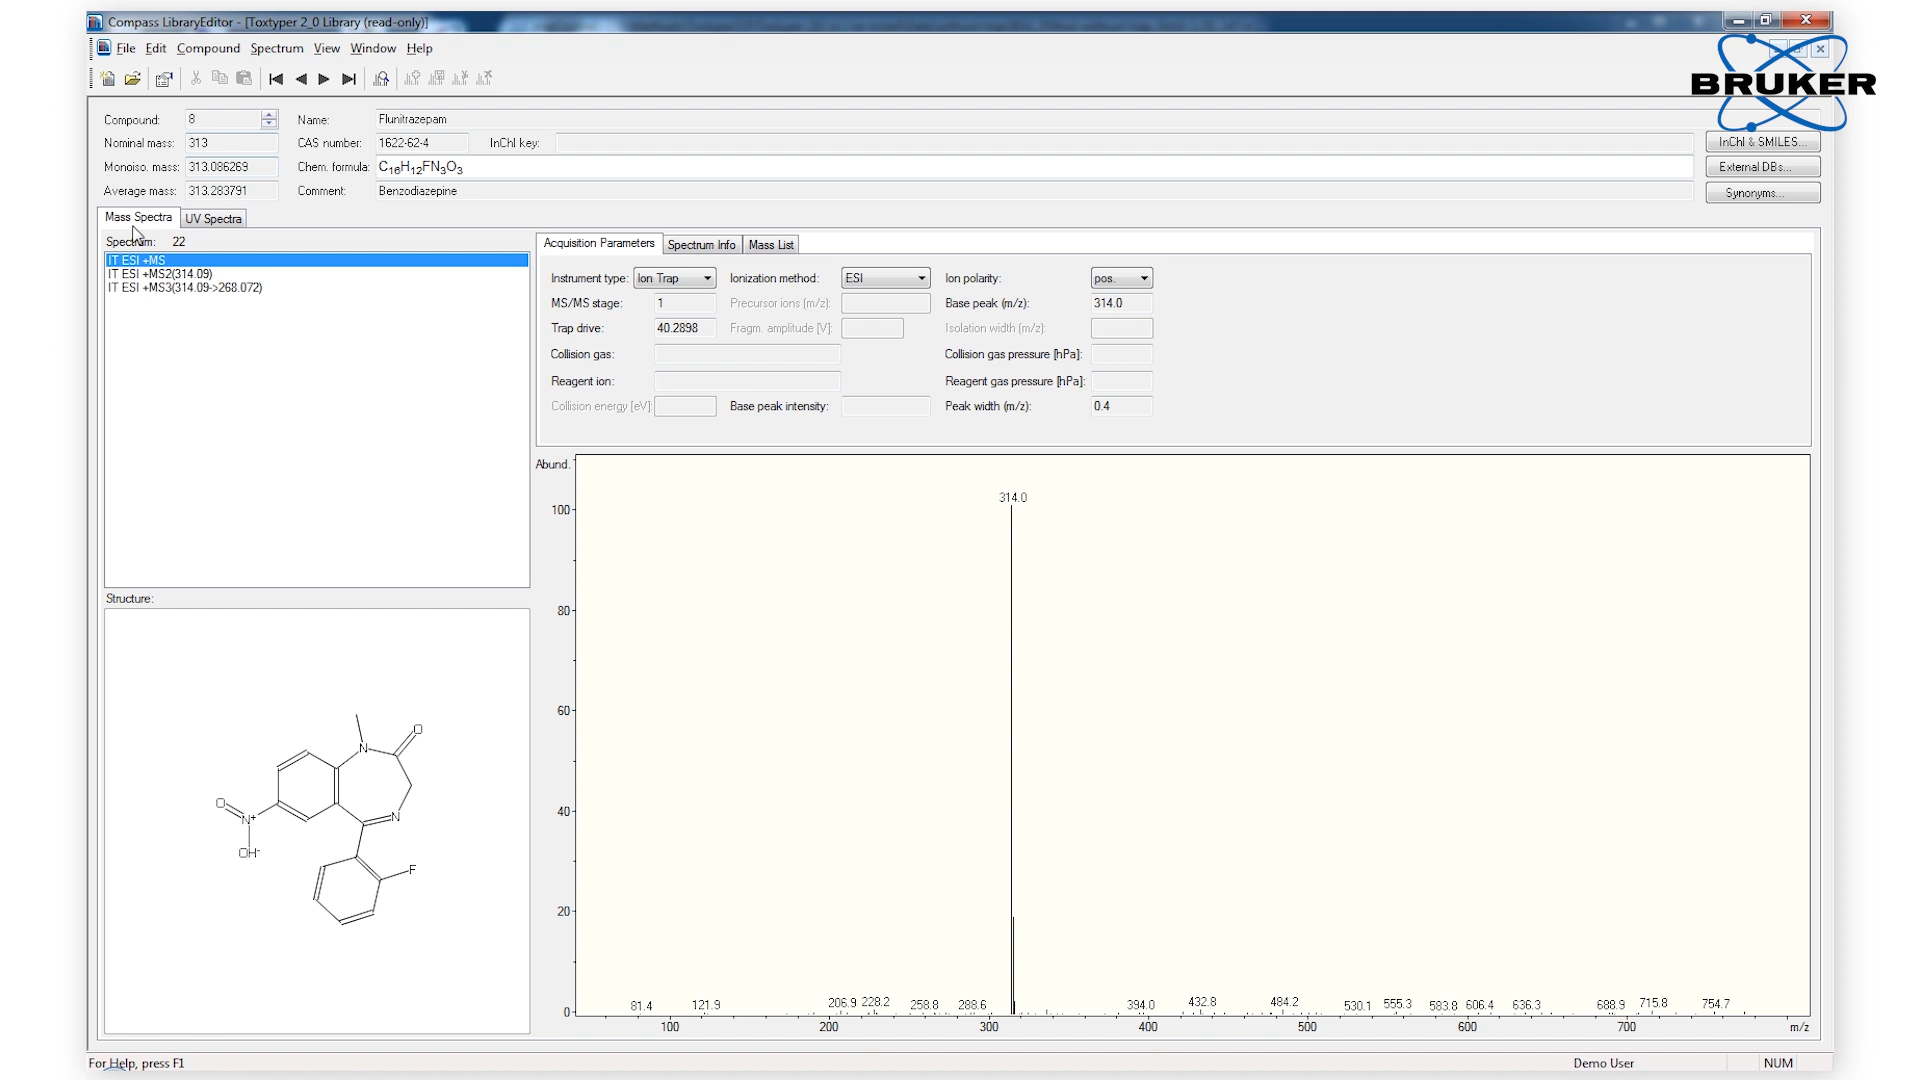 Compass LibraryEditor - [Toxtyper 2_0 Library (read-only)]
File Edit Compound Spectrum View Window Help
BRUKER
Compound: 8 Name: Flunitrazepam
Nominal mass: 313 CAS number: 1622-62-4 InChI key: InChI & SMILES...
Monoiso. mass: 313.086269 Chem. formula: C16H12FN3O3 External DBs...
Average mass: 313.283791 Comment: Benzodiazepine Synonyms...
Mass Spectra UV Spectra
Spectrum: 22
IT ESI +MS
IT ESI +MS2(314.09)
IT ESI +MS3(314.09->268.072)
Acquisition Parameters Spectrum Info Mass List
Instrument type: Ion Trap Ionization method: ESI Ion polarity: pos.
MS/MS stage: 1 Precursor ions (m/z): Base peak (m/z): 314.0
Trap drive: 40.2898 Fragm. amplitude [V]: Isolation width (m/z):
Collision gas: Collision gas pressure [hPa]:
Reagent ion: Reagent gas pressure [hPa]:
Collision energy [eV]: Base peak intensity: Peak width (m/z): 0.4
Abund.
314.0
100
80
60
40
20
0
81.4 121.9 206.9 228.2 258.8 288.6 394.0 432.8 484.2 530.1 555.3 583.8 606.4 636.3 688.9 715.8 754.7
100 200 300 400 500 600 700 m/z
Structure:
O
N
N
O
N+
OH-
F
For Help, press F1 Demo User NUM